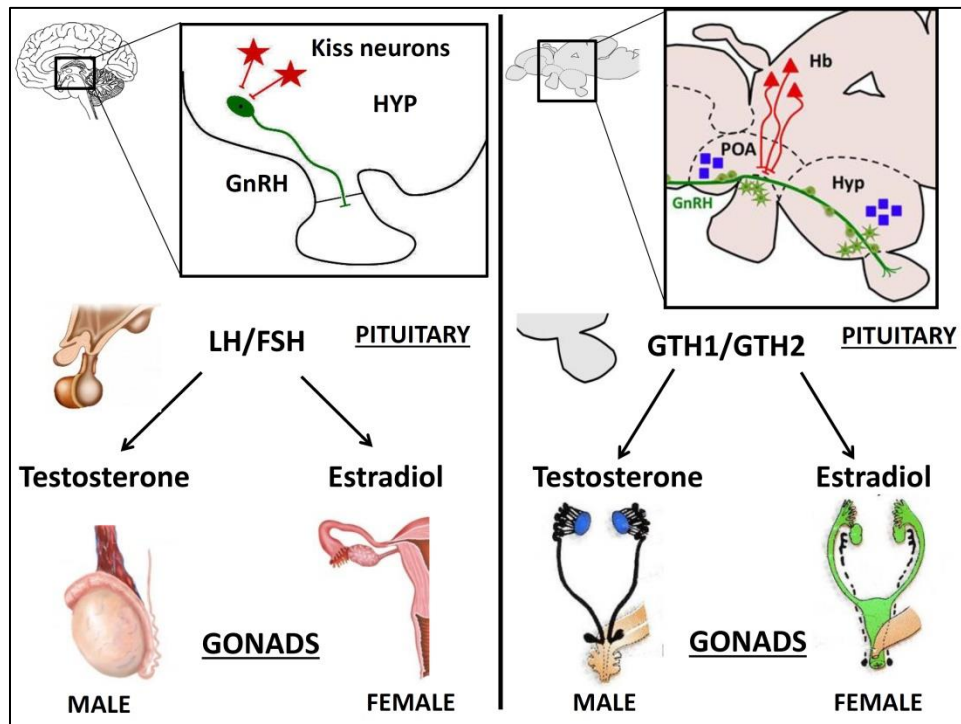 Kiss neurons
HYP
GnRH
LH/FSH
PITUITARY
Testosterone
Estradiol
GONADS
MALE
FEMALE
Hb
POA
Hyp
GnRH
GTH1/GTH2
PITUITARY
Testosterone
Estradiol
GONADS
MALE
FEMALE